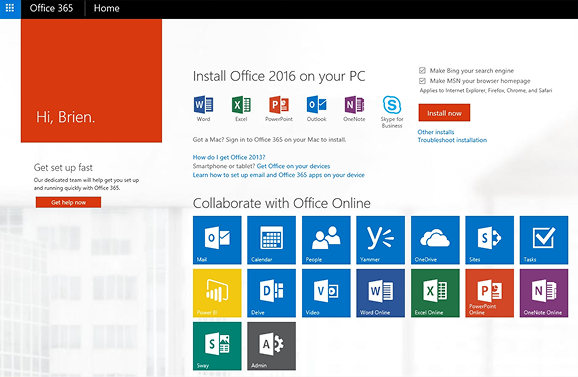 Office 365
Home
Hi, Brien.
Get set up fast
Our dedicated team will help you get set up
and running quickly with Office 365.
Get help now
Install Office 2016 on your PC
Word
Excel
PowerPoint
Outlook
OneNote
Skype for
Business
Got a Mac? Sign in to Office 365 on your Mac to install.
How do I get Office 2013?
Smartphone or tablet? Get Office on your devices
Learn how to set up email and Office 365 apps on your device
Make Bing your search engine
Make MSN your browser homepage
Applies to Internet Explorer, Firefox, Chrome, and Safari
Install now
Other installs
Troubleshoot installation
Collaborate with Office Online
Mail
Calendar
People
Yammer
OneDrive
Sites
Tasks
Power BI
Delve
Video
Word Online
Excel Online
PowerPoint
Online
OneNote Online
Sway
Admin